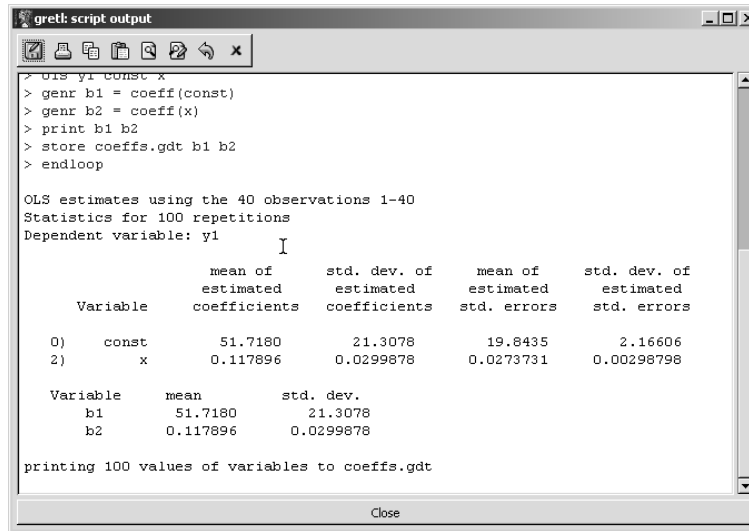 gretl: script output
> ols y1 const x
> genr b1 = coeff(const)
> genr b2 = coeff(x)
> print b1 b2
> store coeffs.gdt b1 b2
> endloop
OLS estimates using the 40 observations 1-40
Statistics for 100 repetitions
Dependent variable: y1
mean of std. dev. of mean of std. dev. of
estimated estimated estimated estimated
Variable coefficients coefficients std. errors std. errors
0) const 51.7180 21.3078 19.8435 2.16606
2) x 0.117896 0.0299878 0.0273731 0.00298798
Variable mean std. dev.
b1 51.7180 21.3078
b2 0.117896 0.0299878
printing 100 values of variables to coeffs.gdt
Close